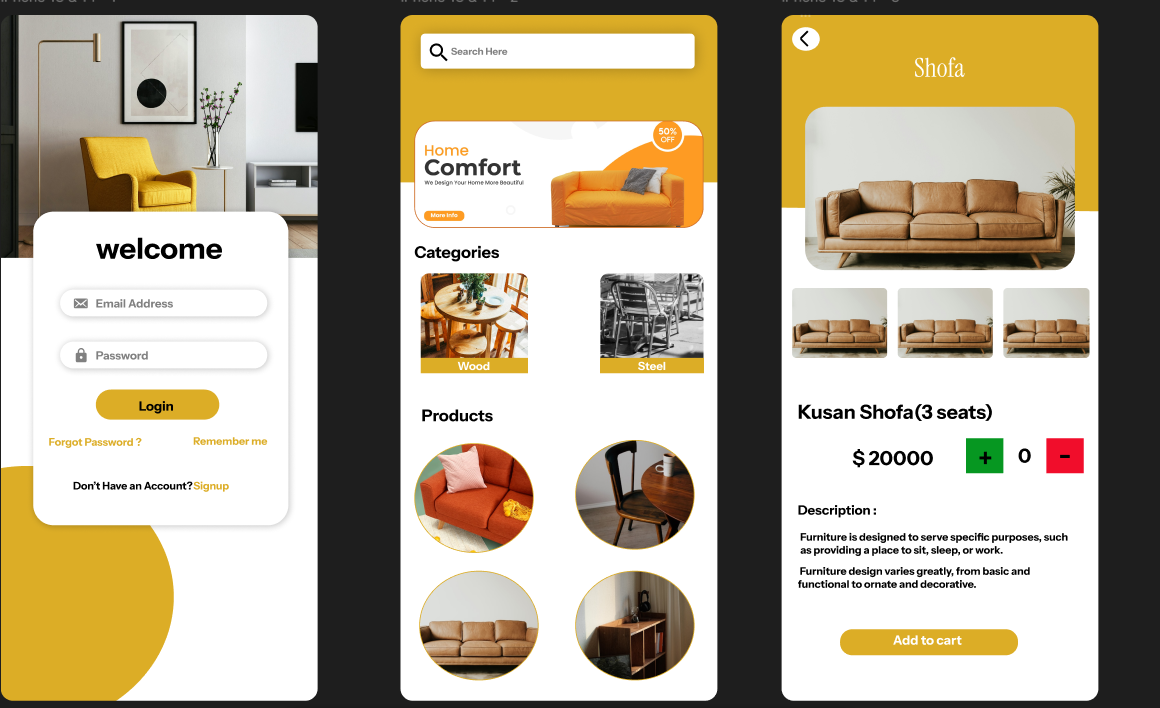 welcome
Email Address
Password
Login
Forgot Password ?
Remember me
Don't Have an Account?Signup
Search Here
50%
OFF
Home
Comfort
We Design Your Home More Beautiful
More Info
Categories
Wood
Steel
Products
Shofa
Kusan Shofa(3 seats)
$ 20000
+
0
-
Description :
Furniture is designed to serve specific purposes, such
as providing a place to sit, sleep, or work.
Furniture design varies greatly, from basic and
functional to ornate and decorative.
Add to cart